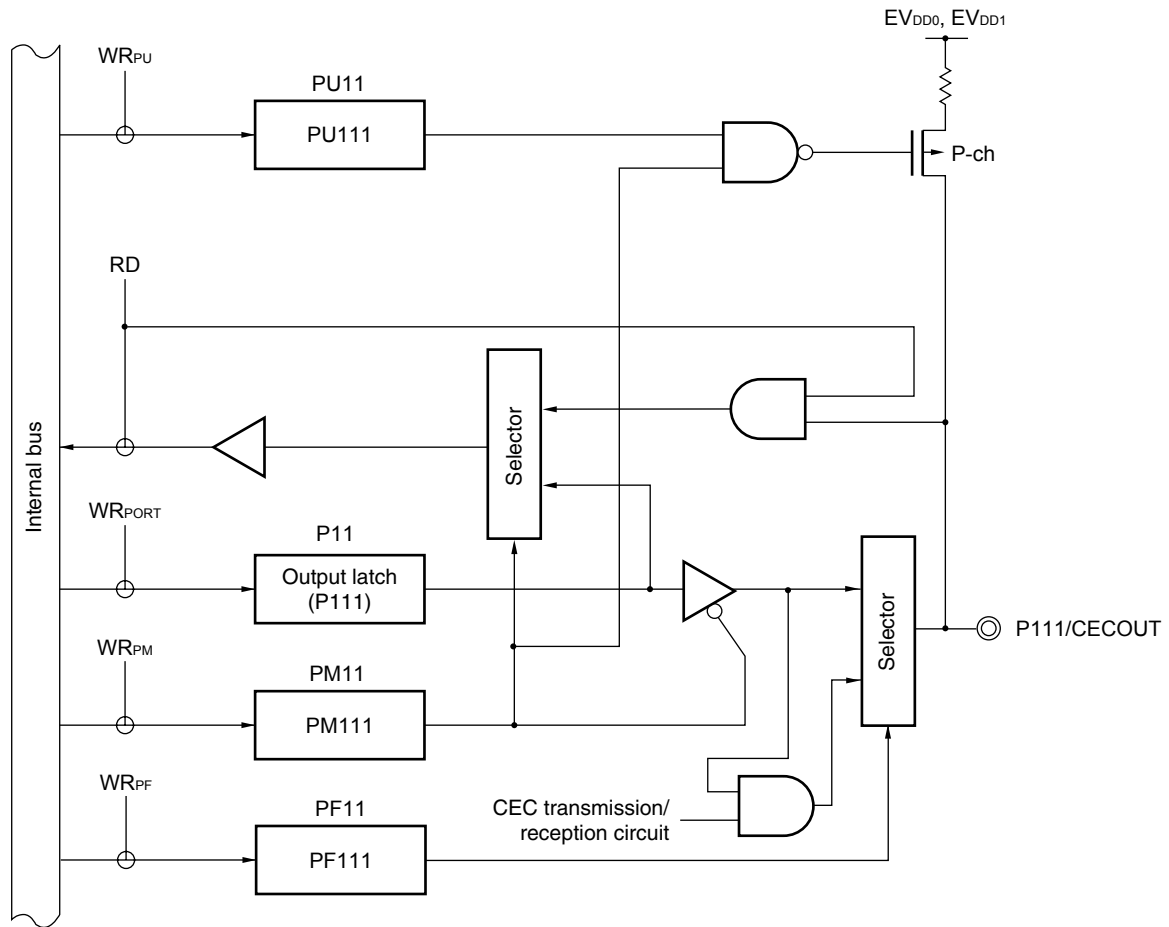 EVDD0, EVDD1
WRPU
PU11
PU111
P-ch
RD
Selector
Internal bus
WRPORT
P11
Output latch
(P111)
Selector
P111/CECOUT
WRPM
PM11
PM111
WRPF
PF11
CEC transmission/
reception circuit
PF111